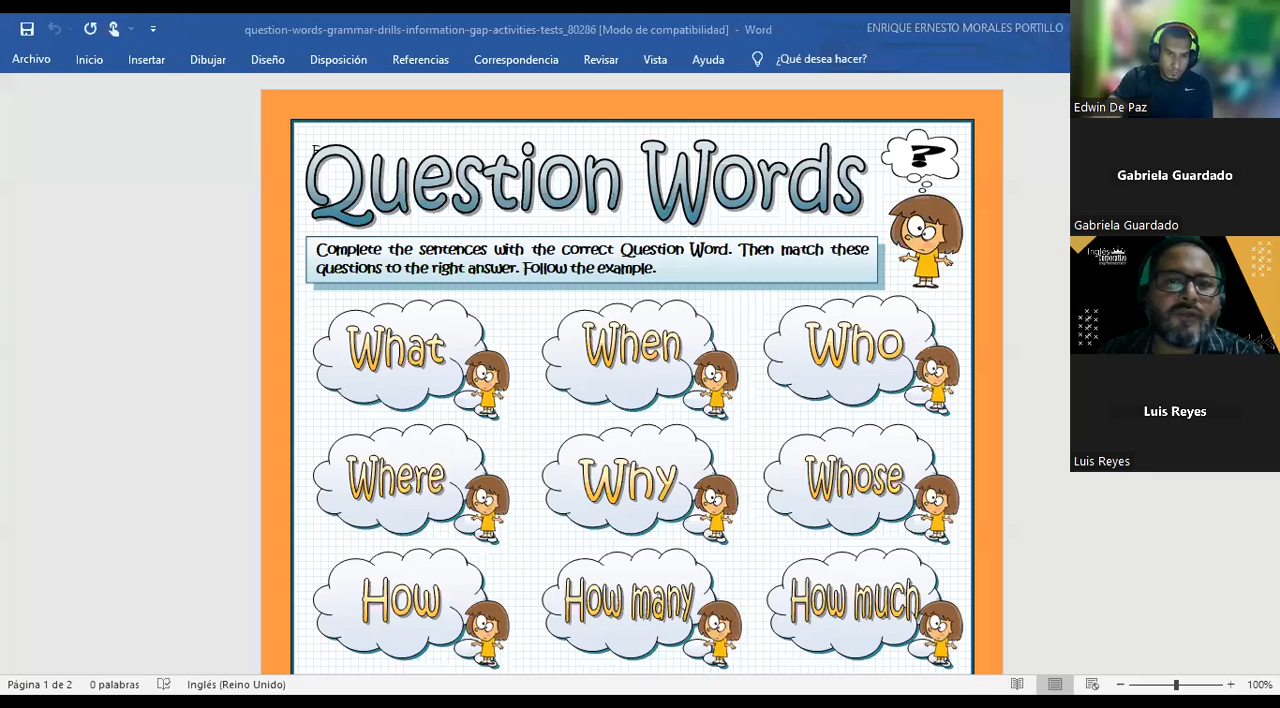 question-words-grammar-drills-information-gap-activities-tests_80286 [Modo de compatibilidad] - Word
ENRIQUE ERNESTO MORALES PORTILLO
Archivo Inicio Insertar Dibujar Diseño Disposición Referencias Correspondencia Revisar Vista Ayuda ¿Qué desea hacer?
Question Words
?
Complete the sentences with the correct Question Word. Then match these
questions to the right answer. Follow the example.
What When Who
Where Why Whose
How How many How much
Página 1 de 2 0 palabras Inglés (Reino Unido) 100%
Edwin De Paz
Gabriela Guardado
Gabriela Guardado
Inglés
Corporativo
Luis Reyes
Luis Reyes